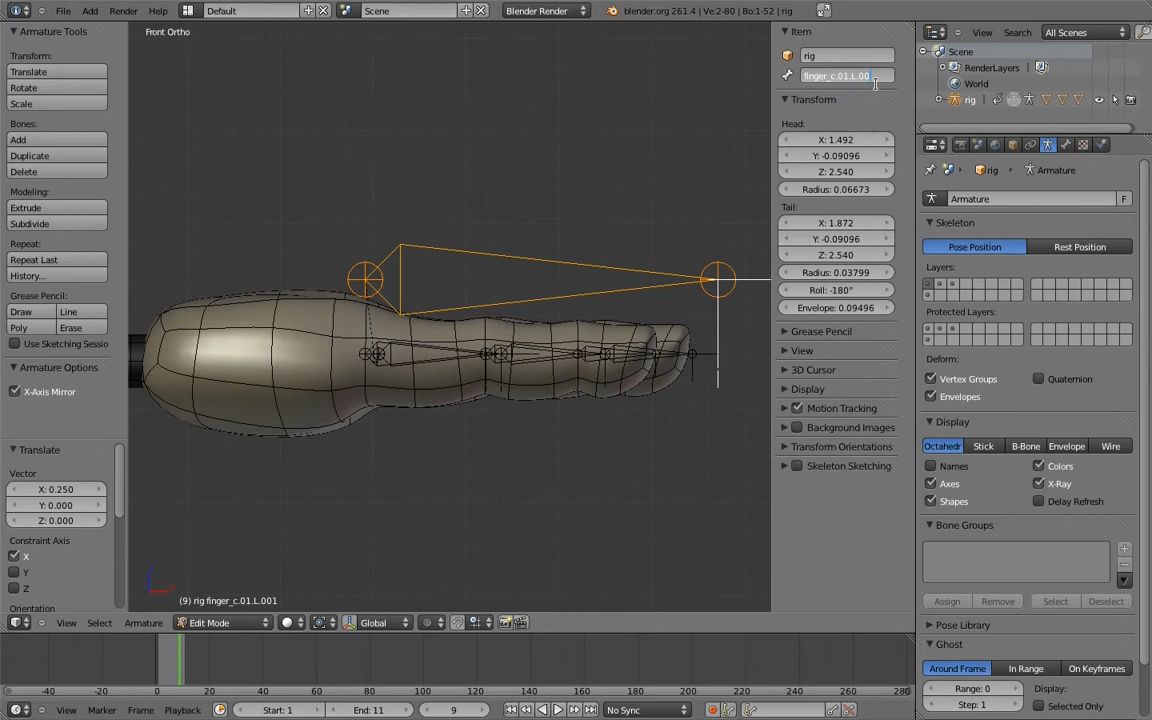 File Add Render Help Default Scene Blender Render blender.org 261.4 | Ve:2-80 | Bo:1-52 | rig
Armature Tools
Transform:
Translate
Rotate
Scale
Bones:
Add
Duplicate
Delete
Modeling:
Extrude
Subdivide
Repeat:
Repeat Last
History...
Grease Pencil:
Draw Line
Poly Erase
Use Sketching Sessio
Armature Options
X-Axis Mirror
Translate
Vector
X: 0.250
Y: 0.000
Z: 0.000
Constraint Axis
X
Y
Z
Orientation
Front Ortho
(9) rig finger_c.01.L.001
Item
rig
finger_c.01.L.00
Transform
Head:
X: 1.492
Y: -0.09096
Z: 2.540
Radius: 0.06673
Tail:
X: 1.872
Y: -0.09096
Z: 2.540
Radius: 0.03799
Roll: -180°
Envelope: 0.09496
Grease Pencil
View
3D Cursor
Display
Motion Tracking
Background Images
Transform Orientations
Skeleton Sketching
View Search All Scenes
Scene
RenderLayers |
World
rig
rig Armature
Armature F
Skeleton
Pose Position Rest Position
Layers:
Protected Layers:
Deform:
Vertex Groups Quaternion
Envelopes
Display
Octahedr Stick B-Bone Envelope Wire
Names Colors
Axes X-Ray
Shapes Delay Refresh
Bone Groups
Assign Remove Select Deselect
Pose Library
Ghost
Around Frame In Range On Keyframes
Range: 0 Display:
Step: 1 Selected Only
View Select Armature Edit Mode Global
-40 -20 0 20 40 60 80 100 120 140 160 180 200 220 240 260 280
View Marker Frame Playback Start: 1 End: 11 9 No Sync